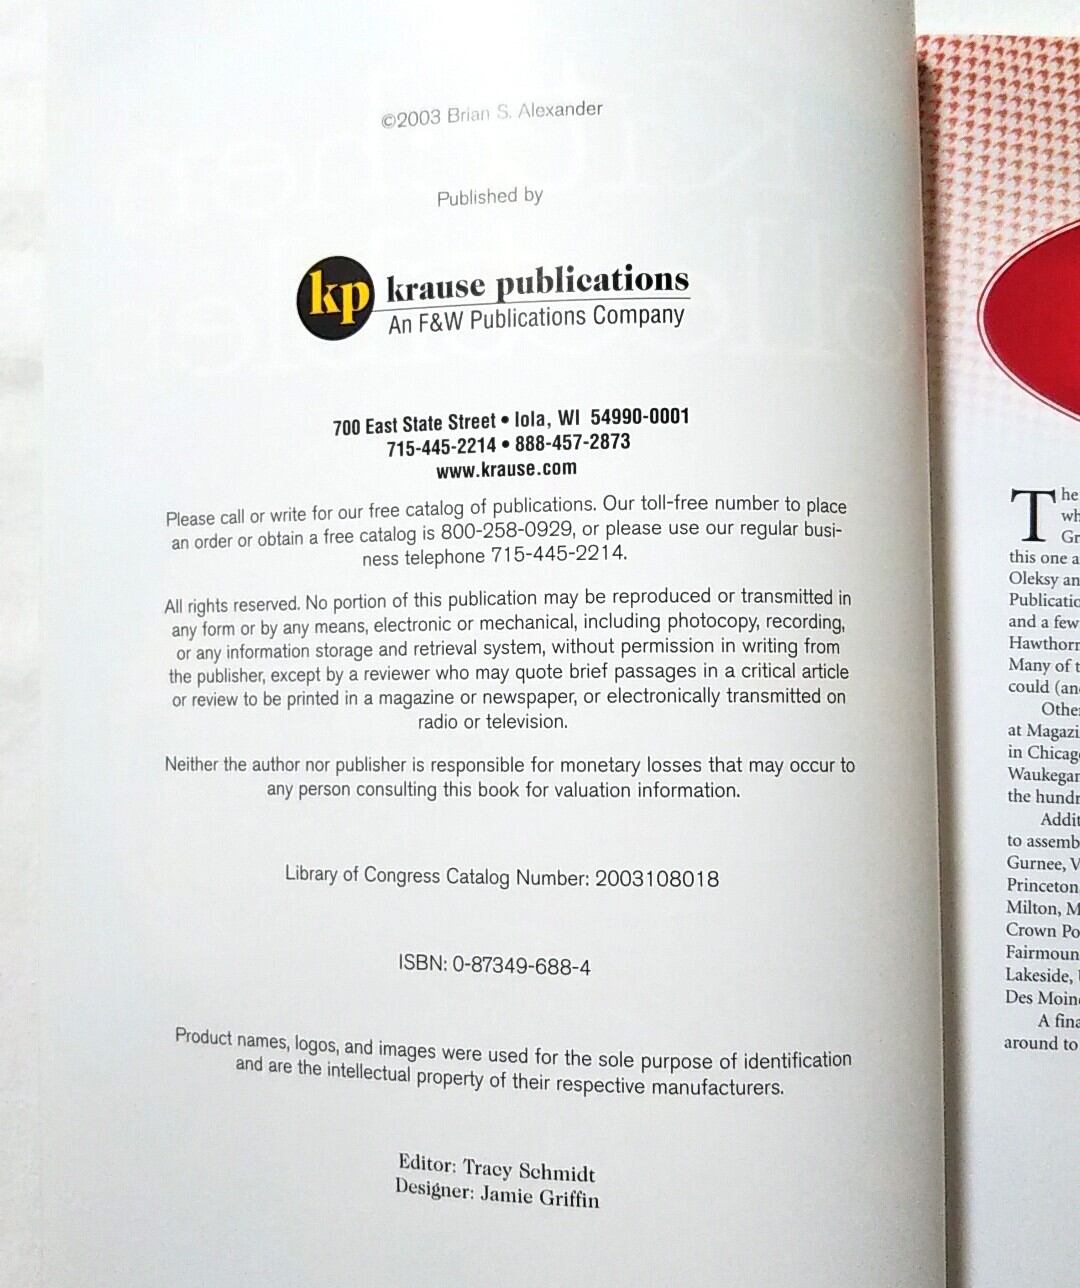 ©2003 Brian S. Alexander
Published by
kp krause publications
An F&W Publications Company
700 East State Street • Iola, WI 54990-0001
715-445-2214 • 888-457-2873
www.krause.com
Please call or write for our free catalog of publications. Our toll-free number to place
an order or obtain a free catalog is 800-258-0929, or please use our regular busi-
ness telephone 715-445-2214.
All rights reserved. No portion of this publication may be reproduced or transmitted in
any form or by any means, electronic or mechanical, including photocopy, recording,
or any information storage and retrieval system, without permission in writing from
the publisher, except by a reviewer who may quote brief passages in a critical article
or review to be printed in a magazine or newspaper, or electronically transmitted on
radio or television.
Neither the author nor publisher is responsible for monetary losses that may occur to
any person consulting this book for valuation information.
Library of Congress Catalog Number: 2003108018
ISBN: 0-87349-688-4
Product names, logos, and images were used for the sole purpose of identification
and are the intellectual property of their respective manufacturers.
Editor: Tracy Schmidt
Designer: Jamie Griffin
The
wh
Gr
this one a
Oleksy an
Publicatio
and a few
Hawthorn
Many of t
could (an
Other
at Magazi
in Chicag
Waukegan
the hundr
Addit
to assemb
Gurnee, V
Princeton
Milton, M
Crown Po
Fairmoun
Lakeside,
Des Moin
A fina
around to